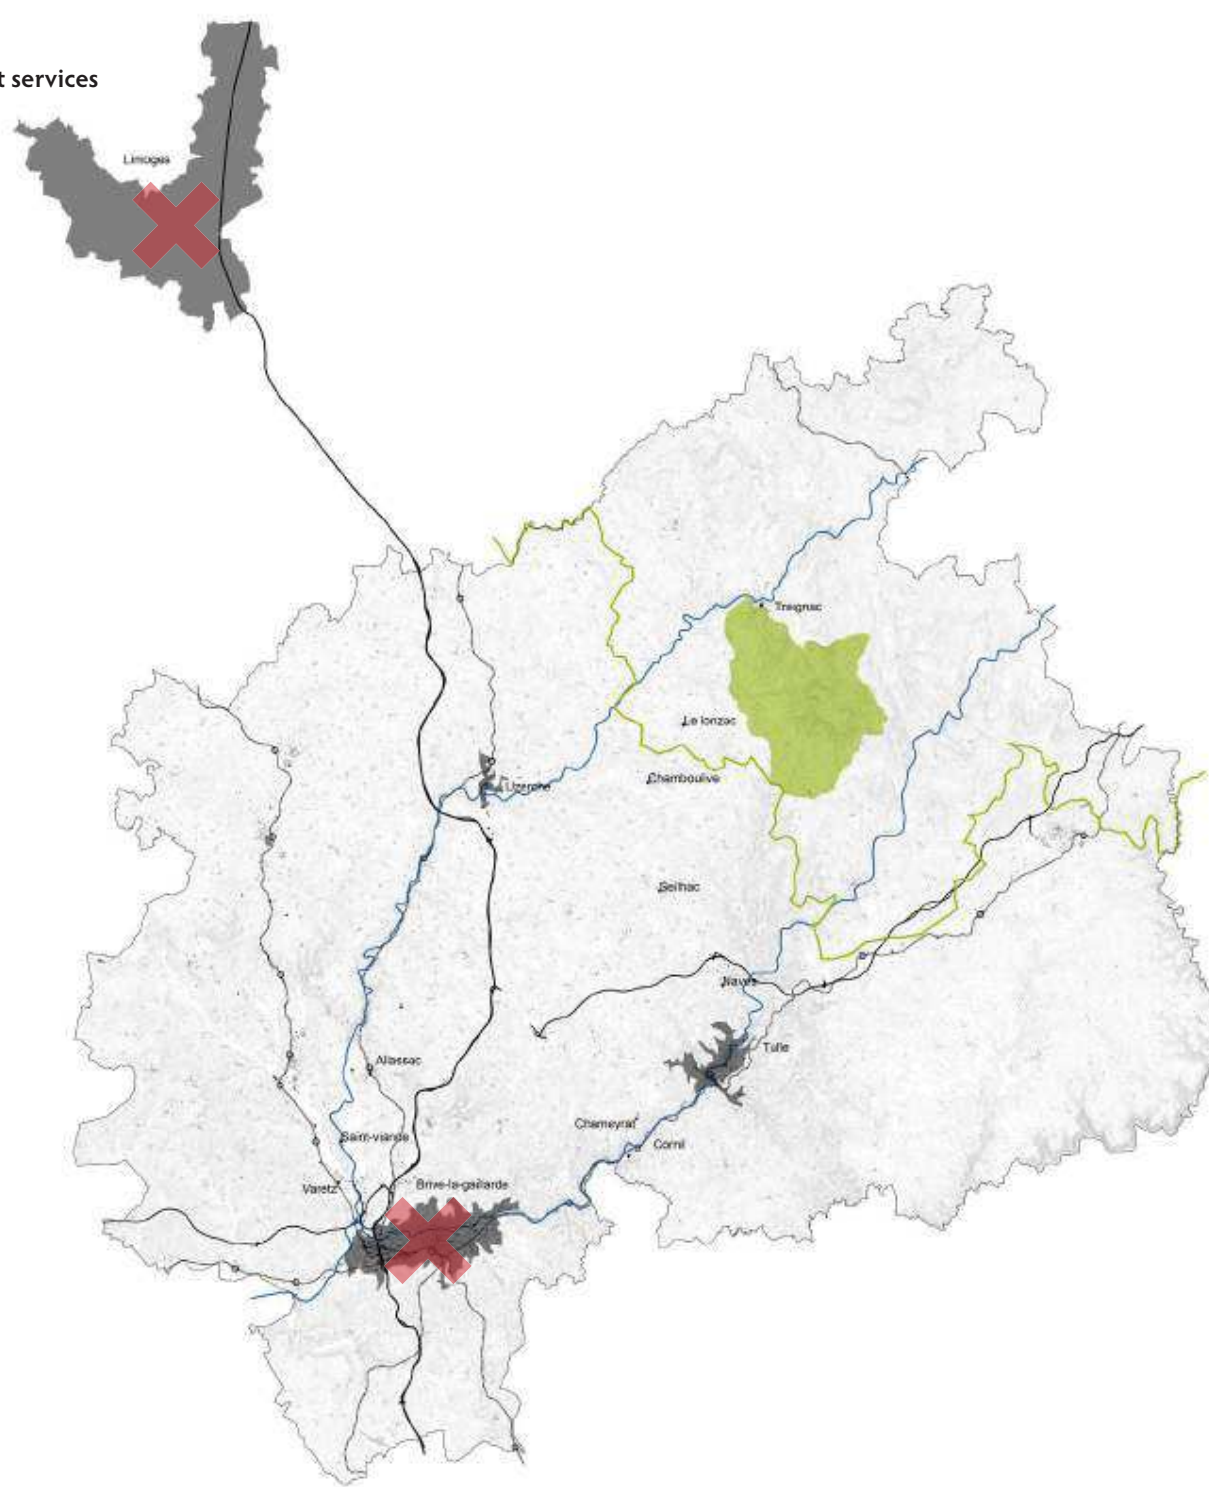 t services
Limoges
Treignac
Le lonzac
Chamboulive
Uzerche
Seilhac
Naves
Tulle
Allassac
Chameyrat
Cornil
Saint-viance
Brive-la-gaillarde
Varetz